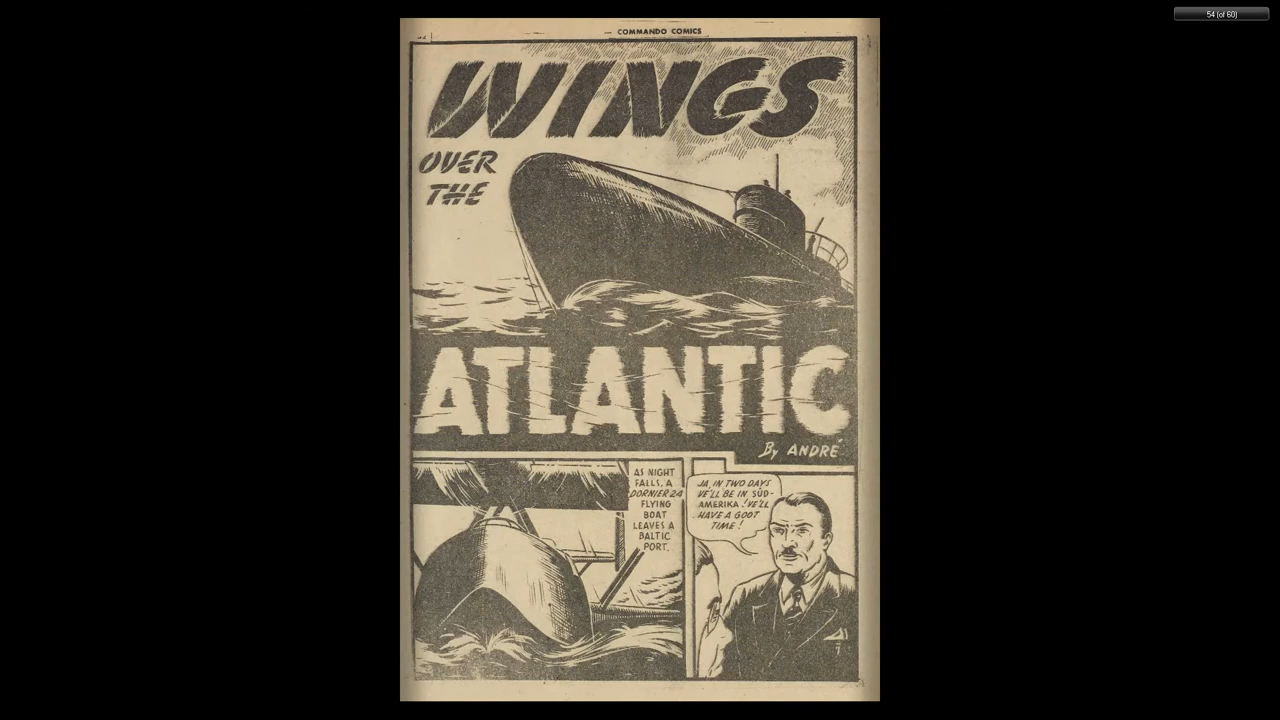 54 (of 60)
COMMANDO COMICS
WINGS
OVER
THE
ATLANTIC
By ANDRÉ
AS NIGHT
FALLS, A
DORNIER 24
FLYING
BOAT
LEAVES A
BALTIC
PORT.
JA, IN TWO DAYS
VE'LL BE IN SÜD-
AMERIKA. VE'LL
HAVE A GOOT
TIME!